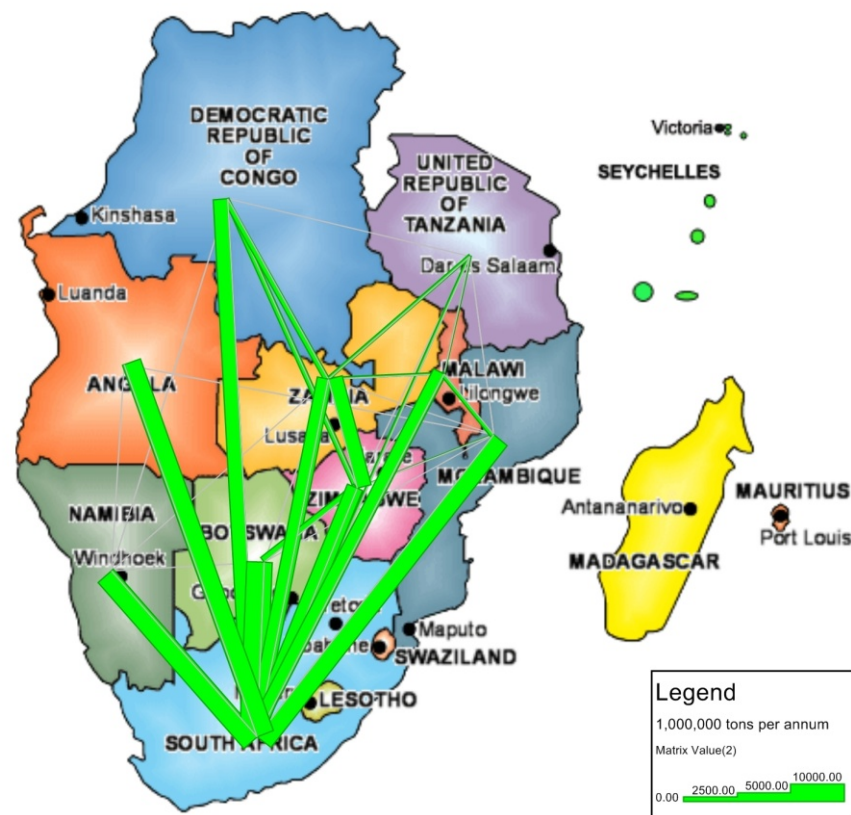 DEMOCRATIC
REPUBLIC
OF
CONGO
UNITED
REPUBLIC
OF
TANZANIA
Victoria
SEYCHELLES
Kinshasa
Luanda
ANGOLA
MALAWI
NAMIBIA
Windhoek
BOTSWANA
MOZAMBIQUE
Antananarivo
MAURITIUS
Port Louis
MADAGASCAR
Maputo
SWAZILAND
LESOTHO
SOUTH AFRICA
Legend
1,000,000 tons per annum
Matrix Value(2)
0.00 2500.00 5000.00 10000.00